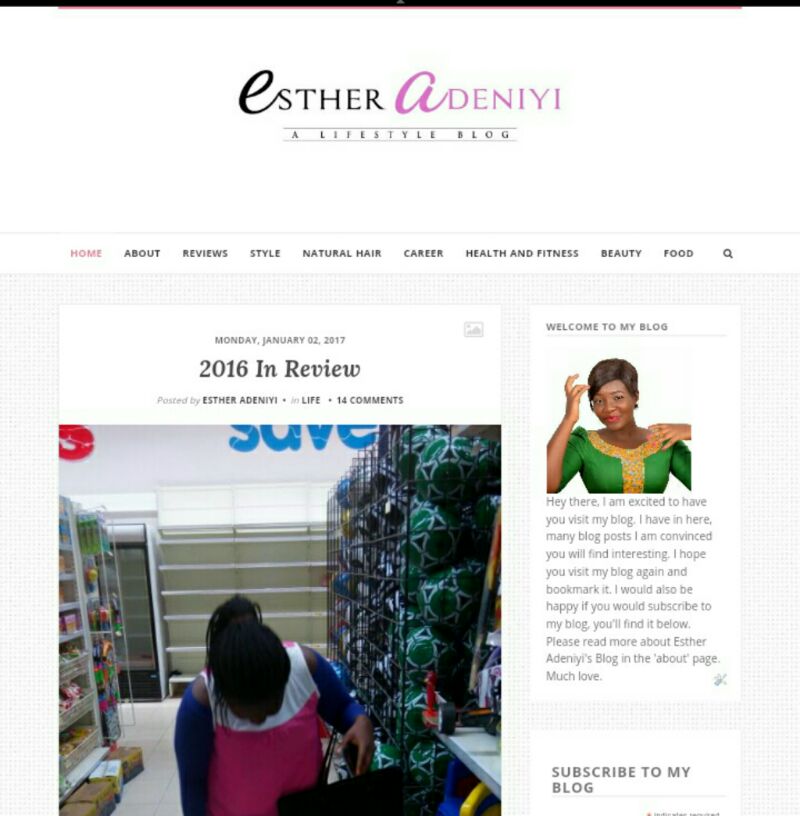 ESTHER ADENIYI
A LIFESTYLE BLOG
HOME ABOUT REVIEWS STYLE NATURAL HAIR CAREER HEALTH AND FITNESS BEAUTY FOOD
MONDAY, JANUARY 02, 2017
2016 In Review
Posted by ESTHER ADENIYI • in LIFE • 14 COMMENTS
s save
WELCOME TO MY BLOG
Hey there, I am excited to have
you visit my blog. I have in here,
many blog posts I am convinced
you will find interesting. I hope
you visit my blog again and
bookmark it. I would also be
happy if you would subscribe to
my blog, you'll find it below.
Please read more about Esther
Adeniyi's Blog in the 'about' page.
Much love.
SUBSCRIBE TO MY
BLOG
* indicates required